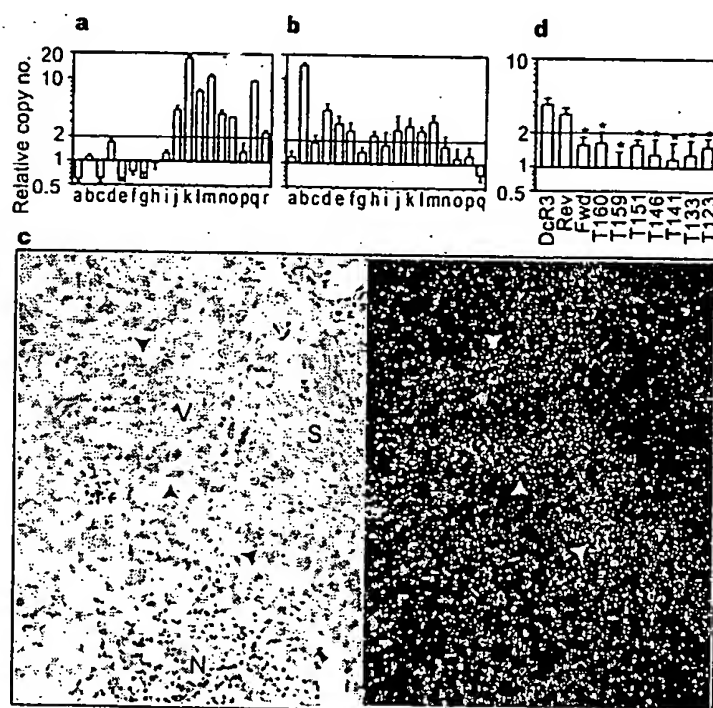 a
b
d
Relative copy no.
20
10
2
1
0.5
abcdefghijklmnopqr
abcdefghijklmnopq
10
2
1
0.5
DcR3
Rev
Fwd
T160
T159
T151
T146
T141
T133
T123
* * * * * * * *
c
V
S
N